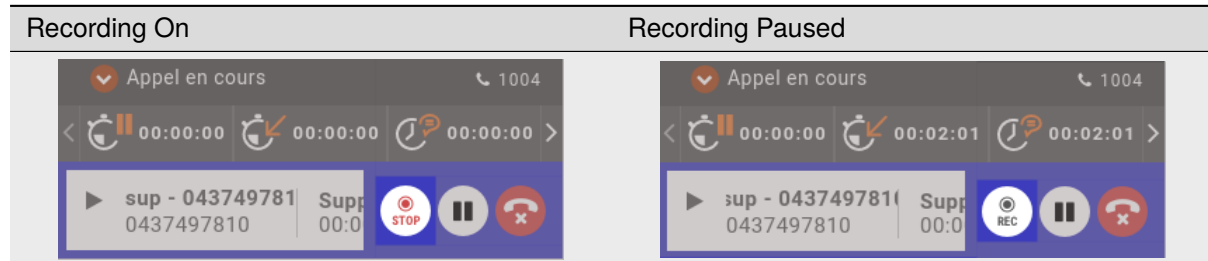 Recording On
Recording Paused
Appel en cours
1004
00:00:00
00:00:00
00:00:00
sup - 043749781
Supp
STOP
0437497810
00:0
Appel en cours
1004
00:00:00
00:02:01
00:02:01
sup - 043749781
Supp
REC
0437497810
00:0